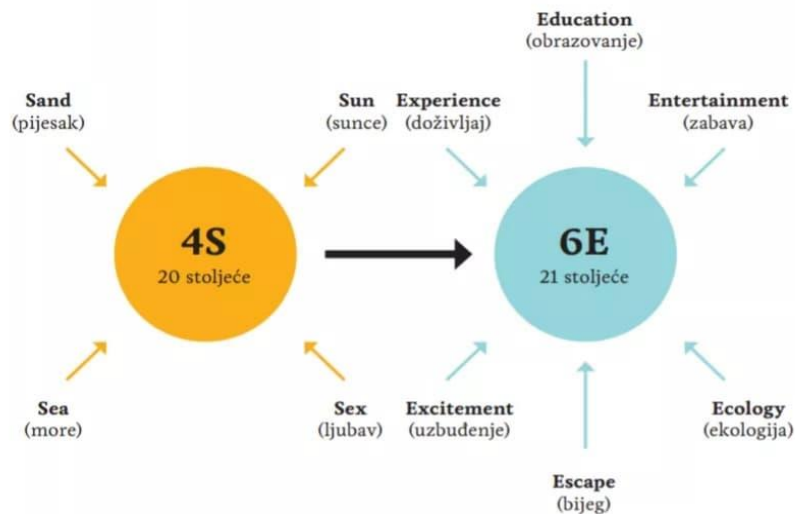 Education
(obrazovanje)
Sand
(pijesak)
Sun
(sunce)
Experience
(doživljaj)
Entertainment
(zabava)
4S
20 stoljeće
6E
21 stoljeće
Sea
(more)
Sex
(ljubav)
Excitement
(uzbuđenje)
Ecology
(ekologija)
Escape
(bijeg)